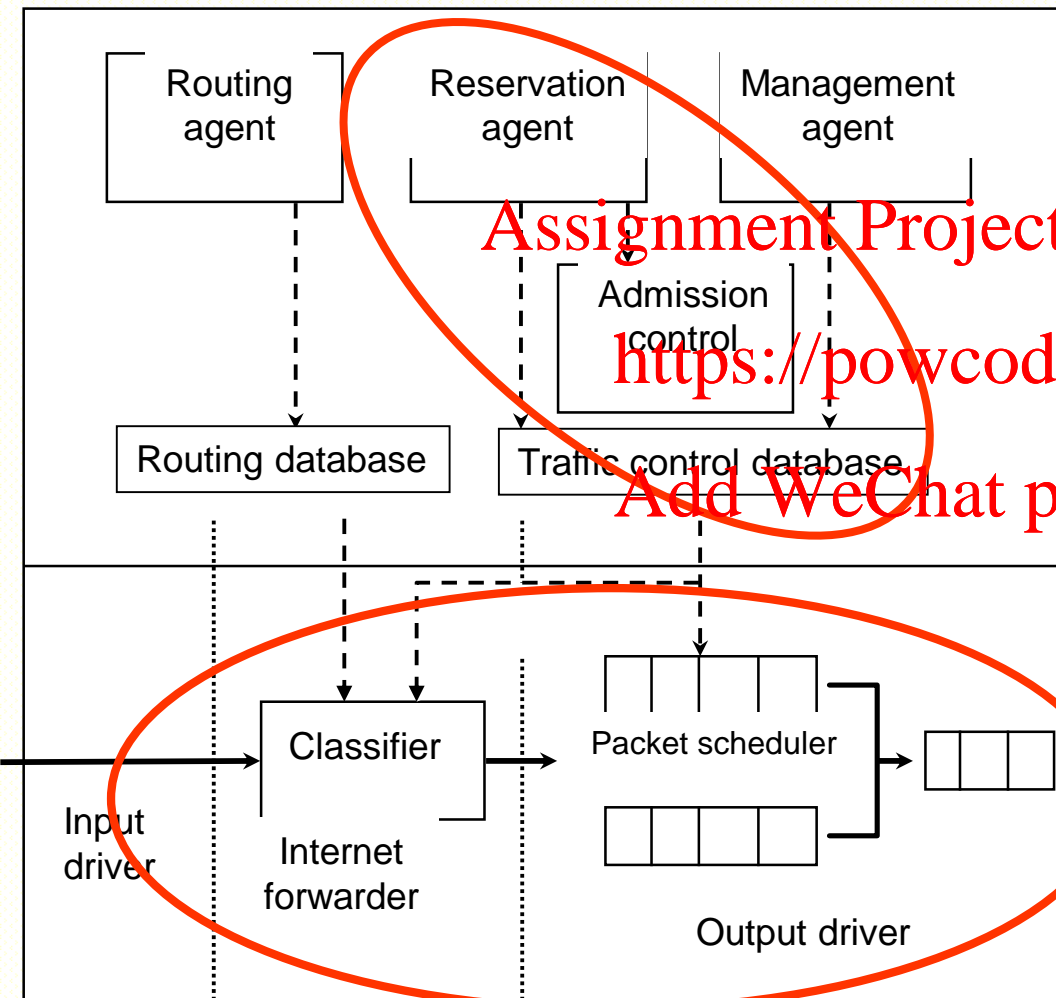 Routing
agent
Reservation
agent
Management
agent
Assignment Project
Admission
control
https://powcod
Routing database
Traffic control database
Add WeChat p
Classifier
Packet scheduler
Input
driver
Internet
forwarder
Output driver